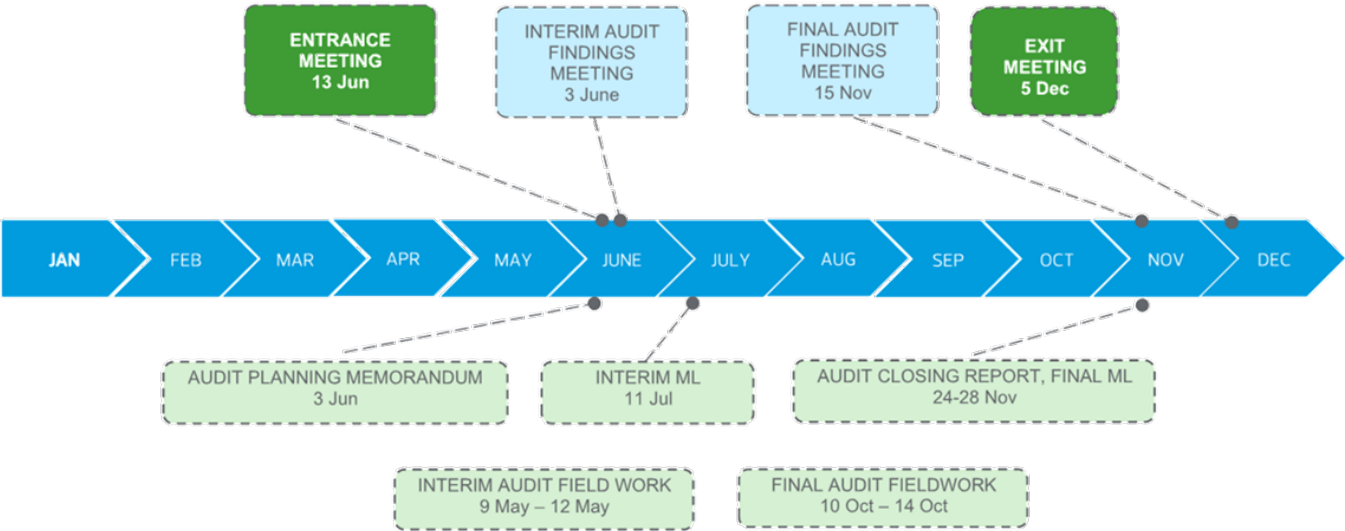 ENTRANCE
MEETING
13 Jun
INTERIM AUDIT
FINDINGS
MEETING
3 June
FINAL AUDIT
FINDINGS
MEETING
15 Nov
EXIT
MEETING
5 Dec
JAN
FEB
MAR
APR
MAY
JUNE
JULY
AUG
SEP
OCT
NOV
DEC
AUDIT PLANNING MEMORANDUM
3 Jun
INTERIM ML
11 Jul
AUDIT CLOSING REPORT, FINAL ML
24-28 Nov
INTERIM AUDIT FIELD WORK
9 May – 12 May
FINAL AUDIT FIELDWORK
10 Oct – 14 Oct